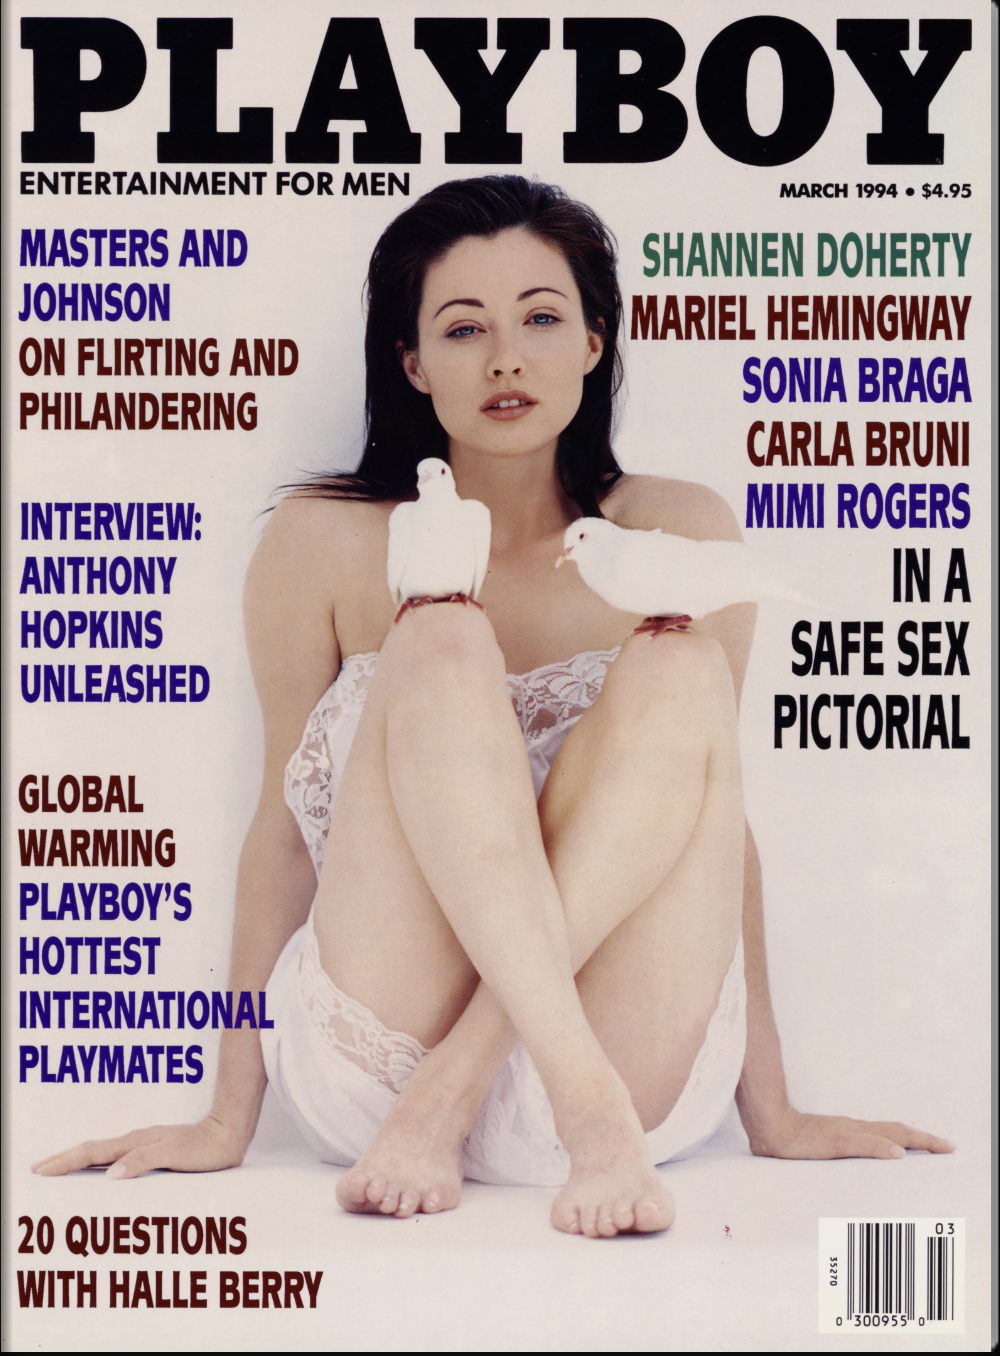 PLAYBOY
ENTERTAINMENT FOR MEN
MARCH 1994 • $4.95
MASTERS AND
JOHNSON
ON FLIRTING AND
PHILANDERING
INTERVIEW:
ANTHONY
HOPKINS
UNLEASHED
GLOBAL
WARMING
PLAYBOY'S
HOTTEST
INTERNATIONAL
PLAYMATES
20 QUESTIONS
WITH HALLE BERRY
SHANNEN DOHERTY
MARIEL HEMINGWAY
SONIA BRAGA
CARLA BRUNI
MIMI ROGERS
IN A
SAFE SEX
PICTORIAL
03
35270
0 300955 0